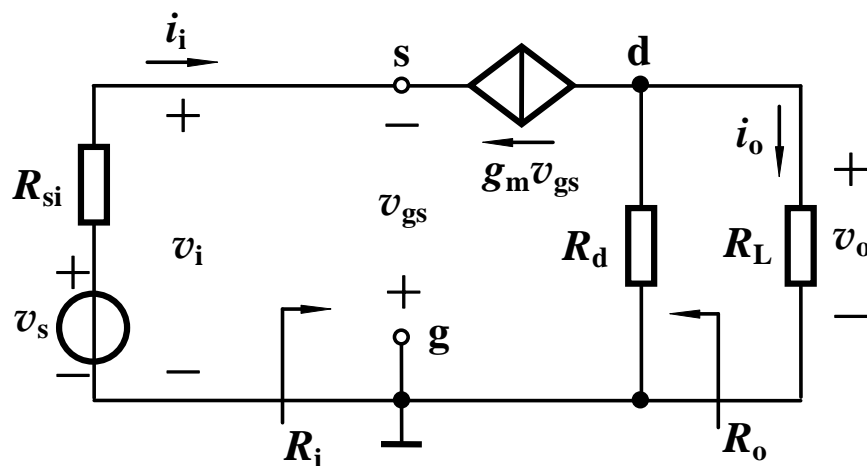 i_i s d
+ −
i_o
g_m v_gs
+
R_si v_gs
v_i R_d R_L v_o
+ +
v_s g −
− −
R_i R_o